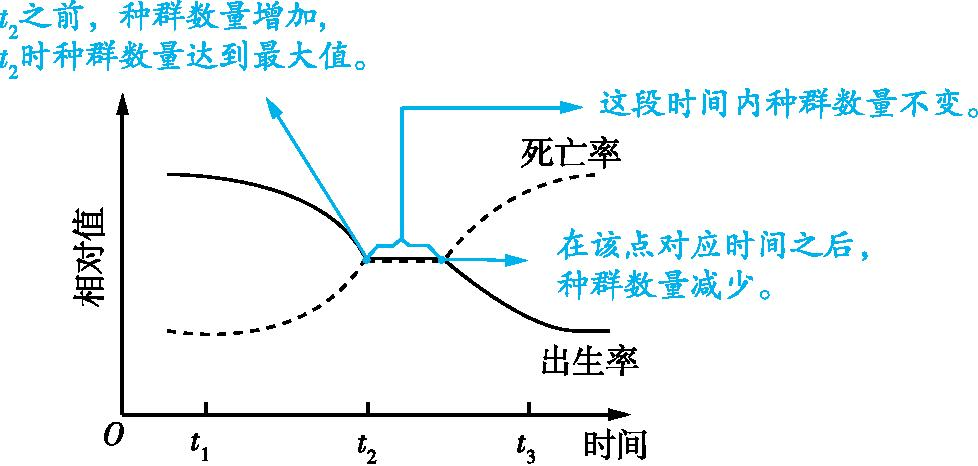 t₂之前，种群数量增加，
t₂时种群数量达到最大值。
这段时间内种群数量不变。
死亡率
相对值
在该点对应时间之后，
种群数量减少。
出生率
O
t₁
t₂
t₃
时间